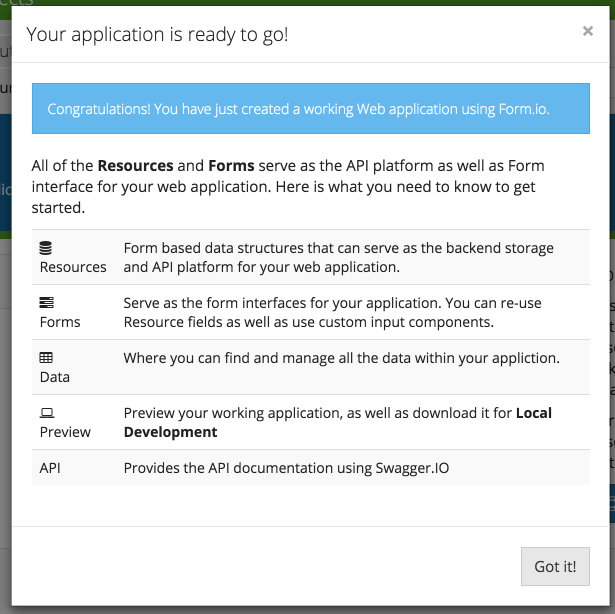 Your application is ready to go!
×
Congratulations! You have just created a working Web application using Form.io.
All of the Resources and Forms serve as the API platform as well as Form
interface for your web application. Here is what you need to know to get
started.
Resources
Form based data structures that can serve as the backend storage
and API platform for your web application.
Forms
Serve as the form interfaces for your application. You can re-use
Resource fields as well as use custom input components.
Data
Where you can find and manage all the data within your appliction.
Preview
Preview your working application, as well as download it for Local
Development
API
Provides the API documentation using Swagger.IO
Got it!